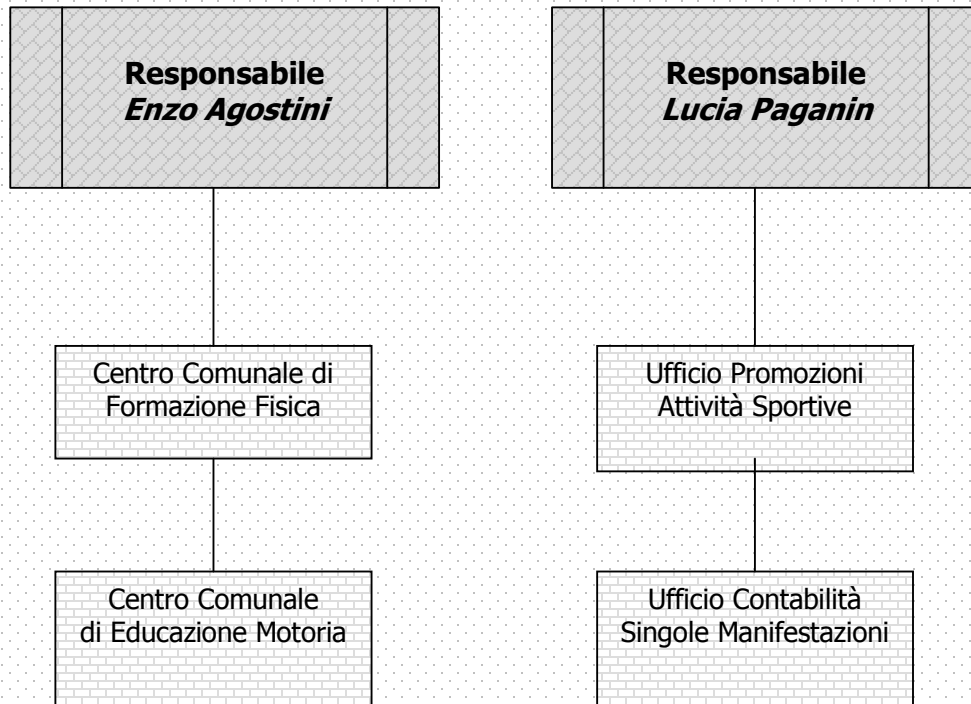 Responsabile
Enzo Agostini
Responsabile
Lucia Paganin
Centro Comunale di
Formazione Fisica
Ufficio Promozioni
Attività Sportive
Centro Comunale
di Educazione Motoria
Ufficio Contabilità
Singole Manifestazioni